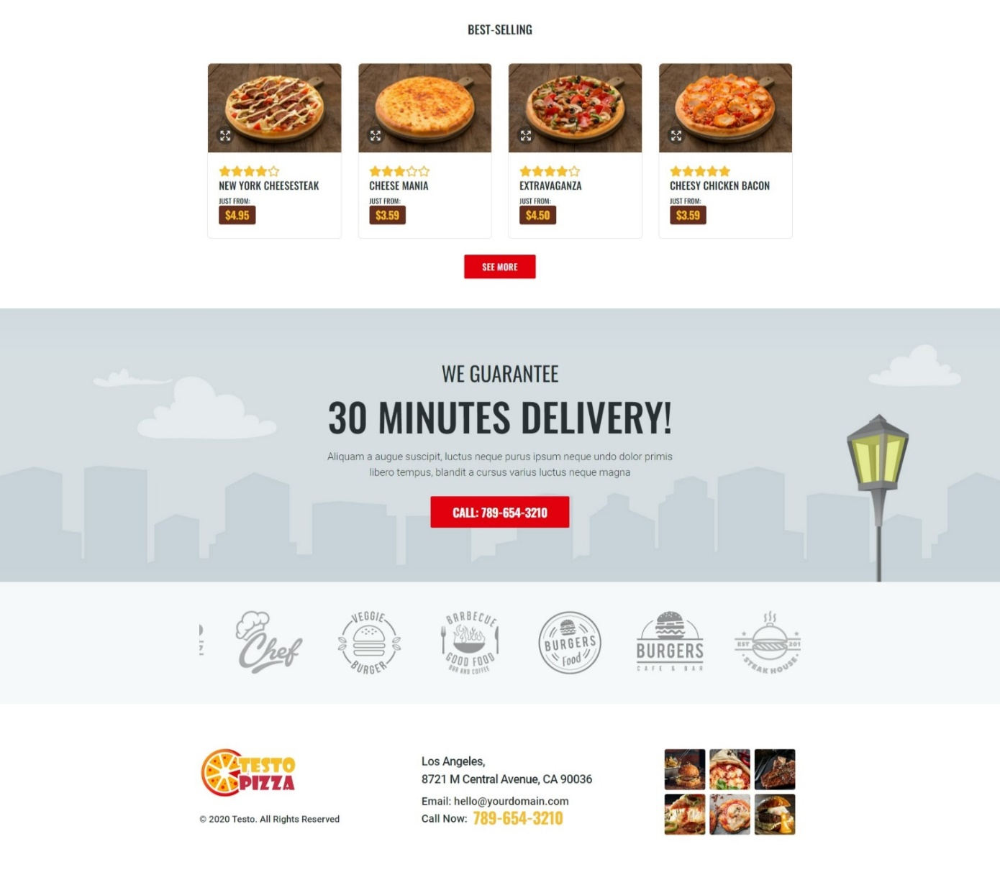 BEST-SELLING
NEW YORK CHEESESTEAK
JUST FROM:
$4.95
CHEESE MANIA
JUST FROM:
$3.59
EXTRAVAGANZA
JUST FROM:
$4.50
CHEESY CHICKEN BACON
JUST FROM:
$3.59
SEE MORE
WE GUARANTEE
30 MINUTES DELIVERY!
Aliquam a augue suscipit, luctus neque purus ipsum neque undo dolor primis
libero tempus, blandit a cursus varius luctus neque magna
CALL: 789-654-3210
Chef
VEGGIE
BURGER
BARBECUE
GOOD FOOD
BAR AND COFFEE
BURGERS
Food
BURGERS
CAFE & BAR
EST 201
STEAK HOUSE
TESTO
PIZZA
© 2020 Testo. All Rights Reserved
Los Angeles,
8721 M Central Avenue, CA 90036
Email: hello@yourdomain.com
Call Now: 789-654-3210